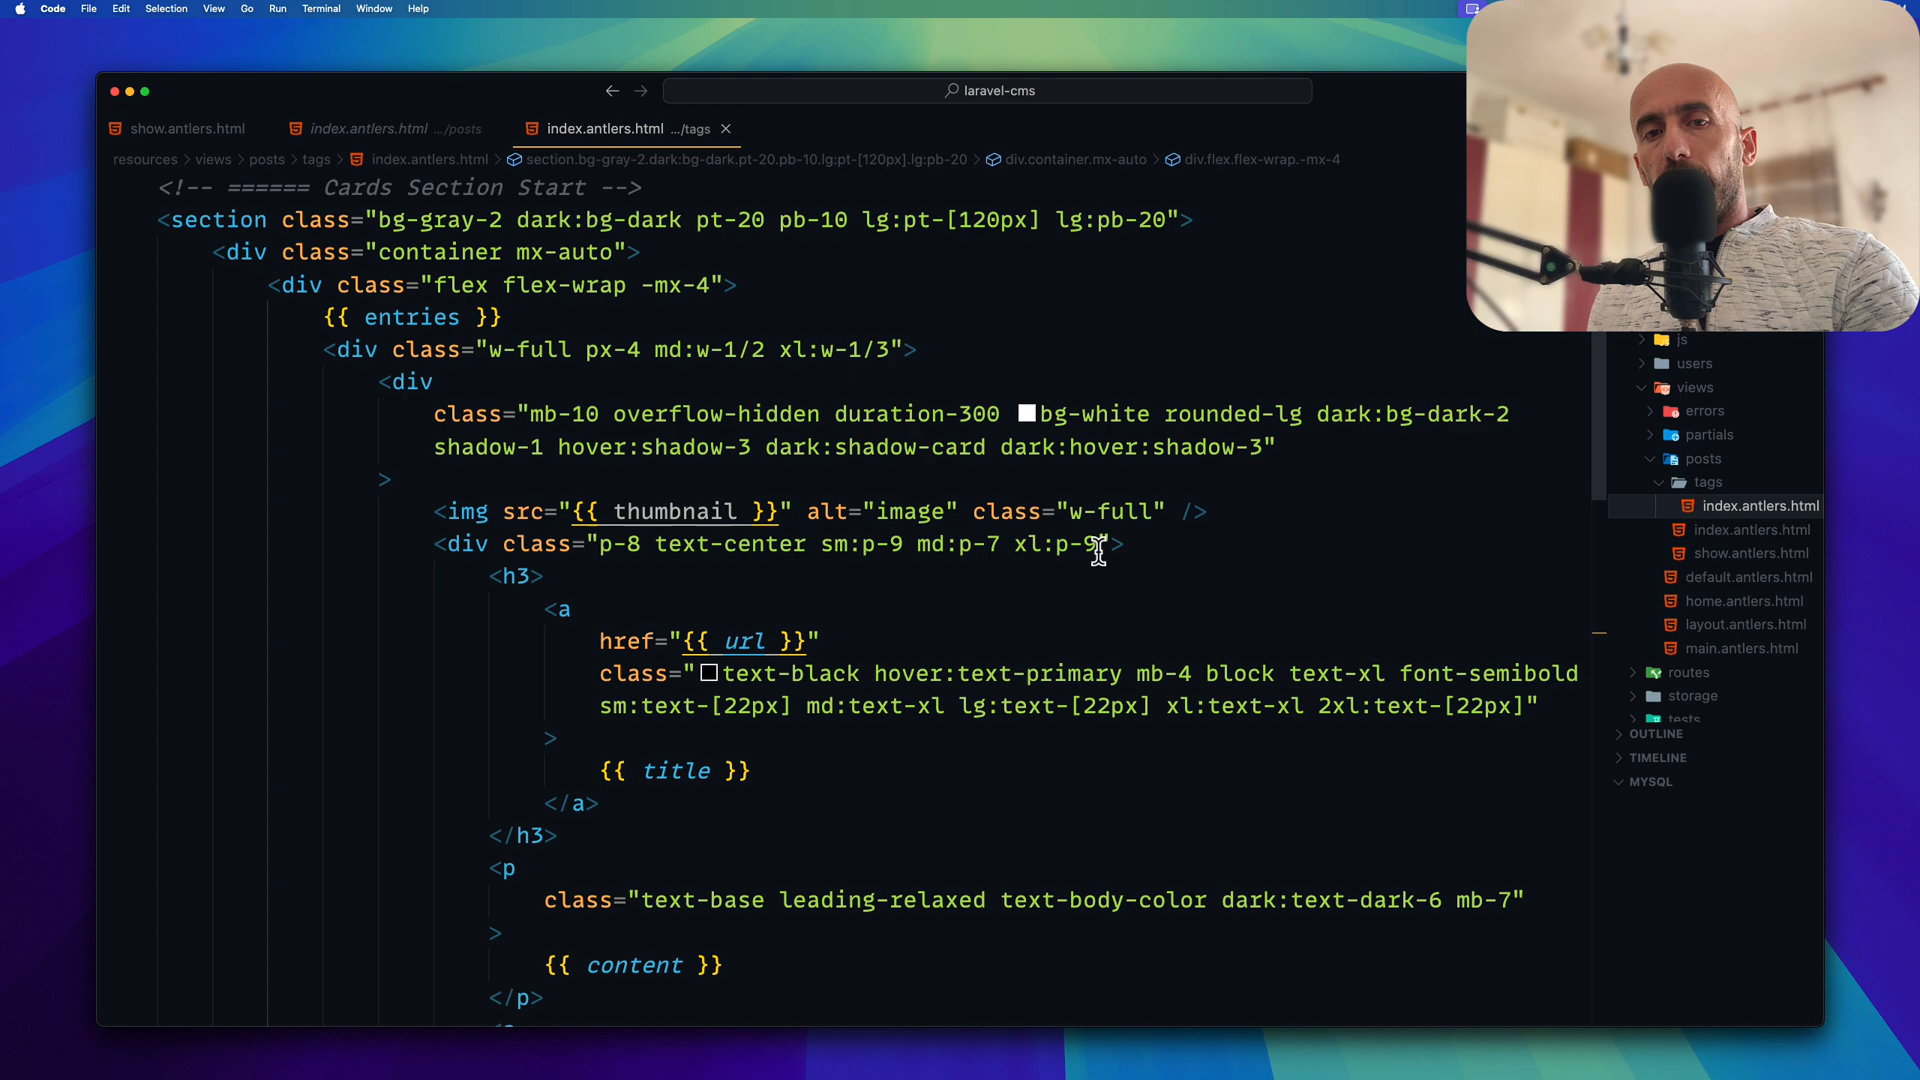 Code File Edit Selection View Go Run Terminal Window Help
laravel-cms
show.antlers.html index.antlers.html .../posts index.antlers.html .../tags
resources > views > posts > tags > index.antlers.html > section.bg-gray-2.dark:bg-dark.pt-20.pb-10.lg:pt-[120px].lg:pb-20 > div.container.mx-auto > div.flex.flex-wrap.-mx-4
<!-- ====== Cards Section Start -->
<section class="bg-gray-2 dark:bg-dark pt-20 pb-10 lg:pt-[120px] lg:pb-20">
<div class="container mx-auto">
<div class="flex flex-wrap -mx-4">
{{ entries }}
<div class="w-full px-4 md:w-1/2 xl:w-1/3">
<div
class="mb-10 overflow-hidden duration-300 bg-white rounded-lg dark:bg-dark-2
shadow-1 hover:shadow-3 dark:shadow-card dark:hover:shadow-3"
>
<img src="{{ thumbnail }}" alt="image" class="w-full" />
<div class="p-8 text-center sm:p-9 md:p-7 xl:p-9">
<h3>
<a
href="{{ url }}"
class="text-black hover:text-primary mb-4 block text-xl font-semibold
sm:text-[22px] md:text-xl lg:text-[22px] xl:text-xl 2xl:text-[22px]"
>
{{ title }}
</a>
</h3>
<p
class="text-base leading-relaxed text-body-color dark:text-dark-6 mb-7"
>
{{ content }}
</p>
js
users
views
errors
partials
posts
tags
index.antlers.html
index.antlers.html
show.antlers.html
default.antlers.html
home.antlers.html
layout.antlers.html
main.antlers.html
routes
storage
tests
OUTLINE
TIMELINE
MYSQL